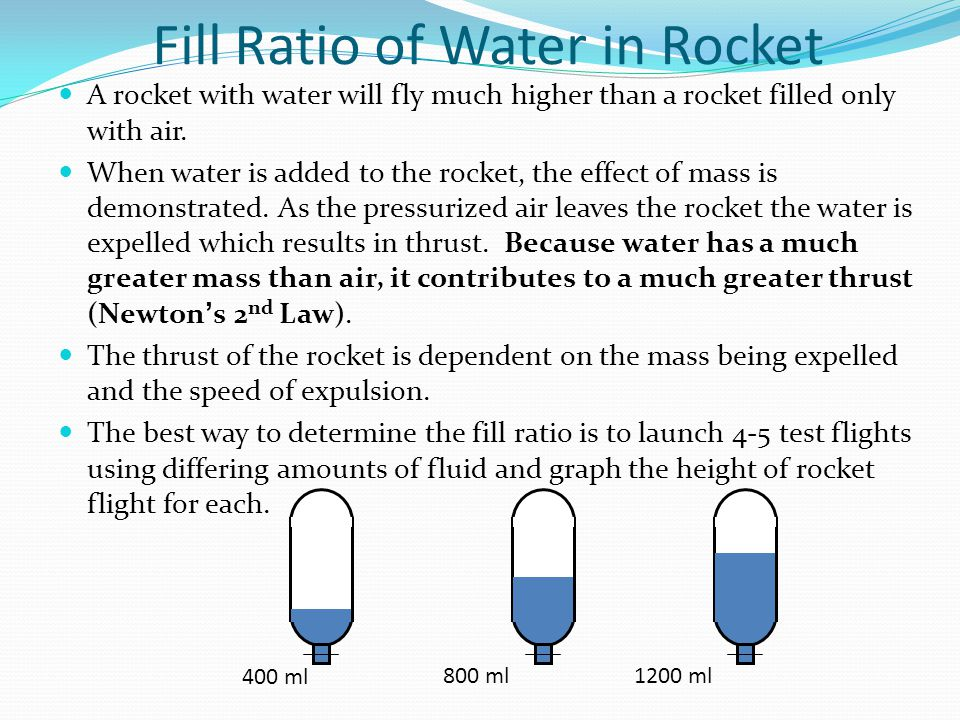 Fill Ratio of Water in Rocket
• A rocket with water will fly much higher than a rocket filled only
with air.
• When water is added to the rocket, the effect of mass is
demonstrated. As the pressurized air leaves the rocket the water is
expelled which results in thrust. Because water has a much
greater mass than air, it contributes to a much greater thrust
(Newton’s 2nd Law).
• The thrust of the rocket is dependent on the mass being expelled
and the speed of expulsion.
• The best way to determine the fill ratio is to launch 4-5 test flights
using differing amounts of fluid and graph the height of rocket
flight for each.
400 ml 800 ml 1200 ml